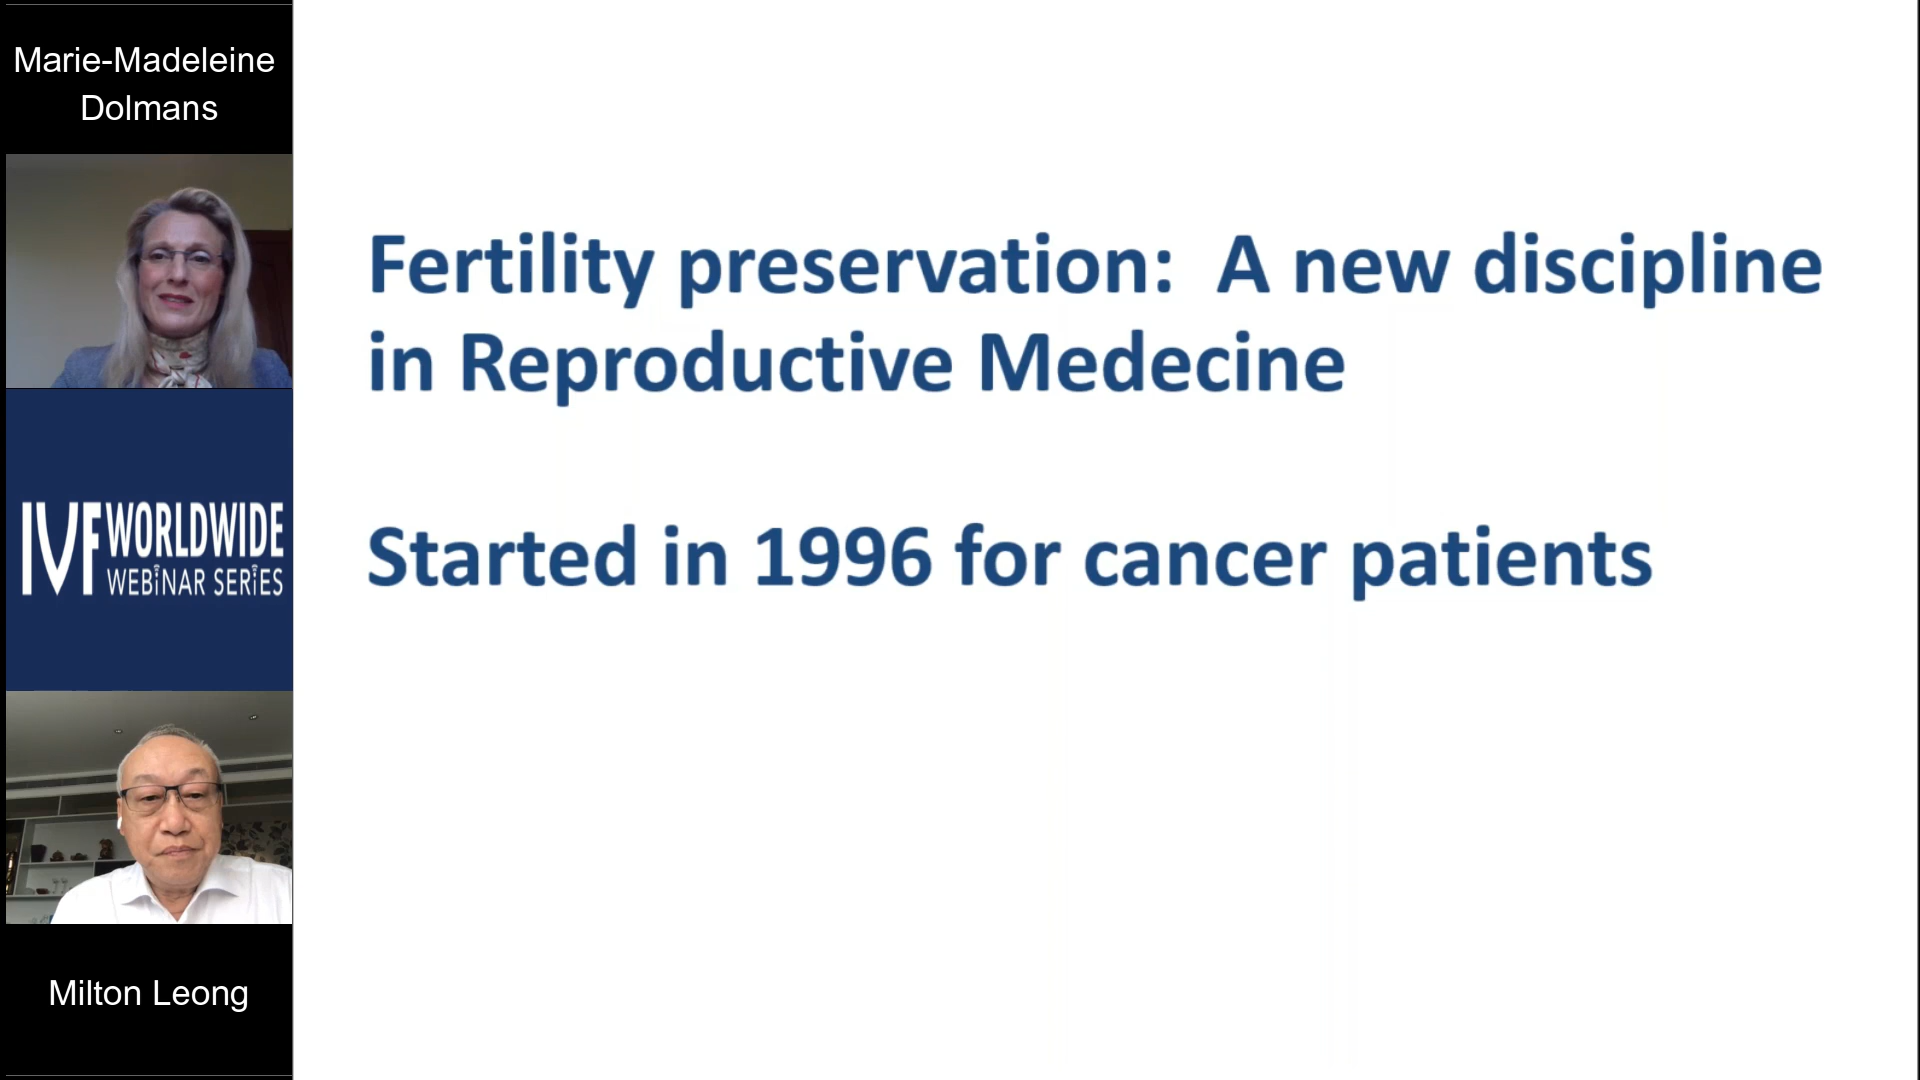 Marie-Madeleine
Dolmans
IVF WORLDWIDE
WEBINAR SERIES
Milton Leong
Fertility preservation: A new discipline
in Reproductive Medecine
Started in 1996 for cancer patients